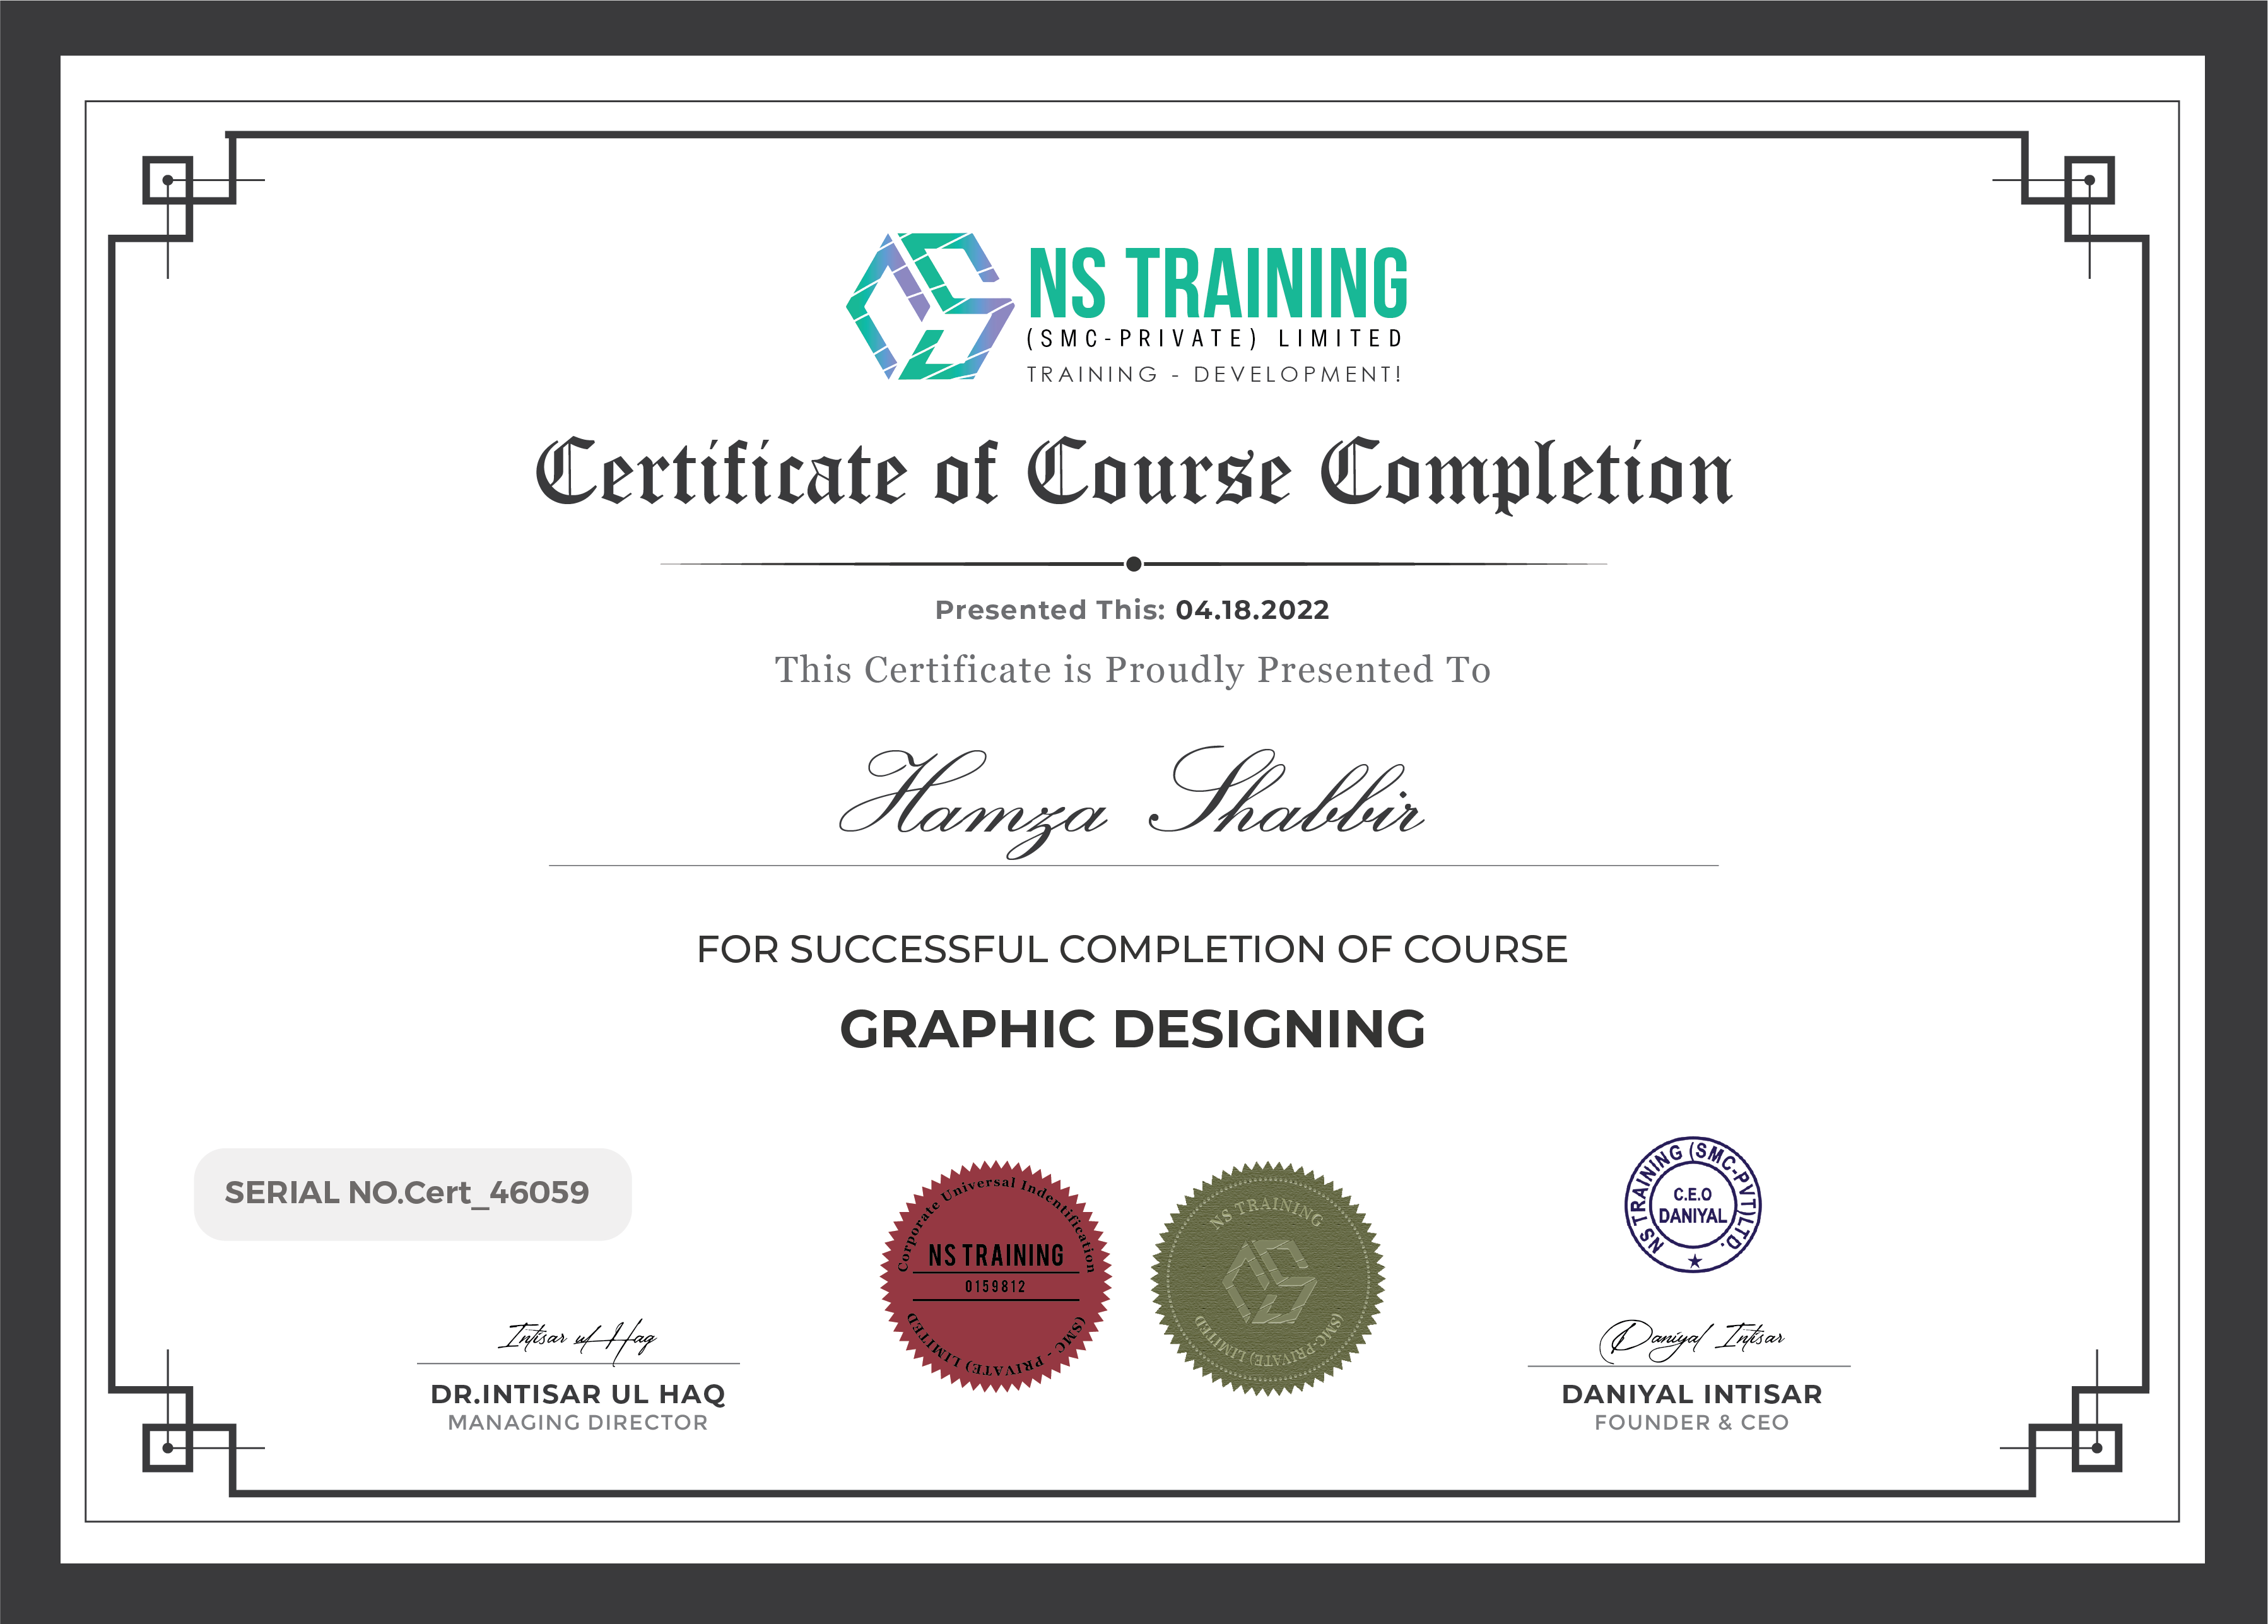 NS TRAINING
(SMC-PRIVATE) LIMITED
TRAINING - DEVELOPMENT!
Certificate of Course Completion
Presented This: 04.18.2022
This Certificate is Proudly Presented To
Hamza Shabbir
FOR SUCCESSFUL COMPLETION OF COURSE
GRAPHIC DESIGNING
SERIAL NO.Cert_46059
Corporate Universal Indentification
NS TRAINING
0159812
(SMC - PRIVATE) LIMITED
NS TRAINING
(SMC-PRIVATE) LIMITED
NS TRAINING (SMC-PVT)LTD.
C.E.O
DANIYAL
Intisar ul Haq
DR.INTISAR UL HAQ
MANAGING DIRECTOR
Daniyal Intisar
DANIYAL INTISAR
FOUNDER & CEO